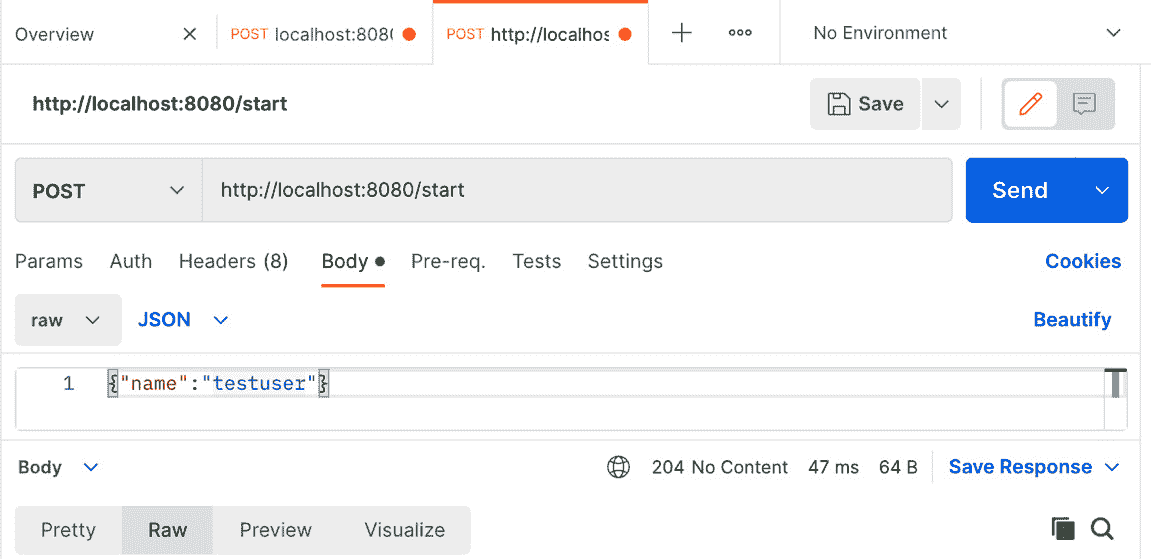 Overview POST localhost:808 POST http://localhos No Environment
http://localhost:8080/start Save
POST http://localhost:8080/start Send
Params Auth Headers (8) Body Pre-req. Tests Settings Cookies
raw JSON Beautify
1 {"name":"testuser"}
Body 204 No Content 47 ms 64 B Save Response
Pretty Raw Preview Visualize